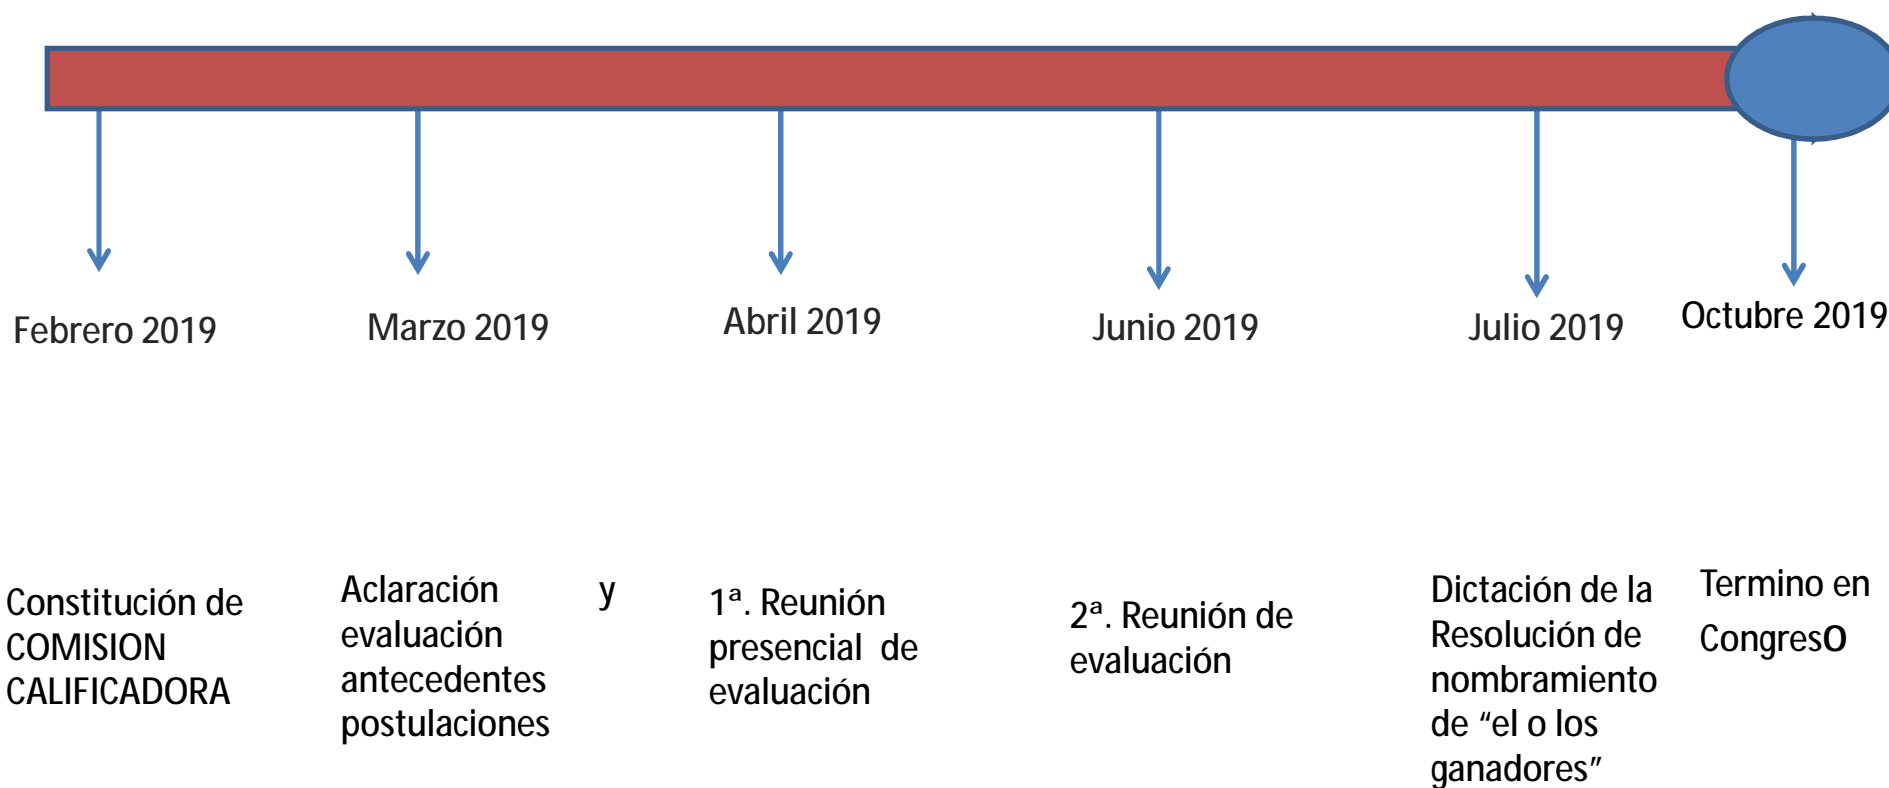 Febrero 2019
Marzo 2019
Abril 2019
Junio 2019
Julio 2019
Octubre 2019
Constitución de
COMISION
CALIFICADORA
Aclaración y
evaluación
antecedentes
postulaciones
1ª. Reunión
presencial de
evaluación
2ª. Reunión de
evaluación
Dictación de la
Resolución de
nombramiento
de “el o los
ganadores”
Termino en
Congreso